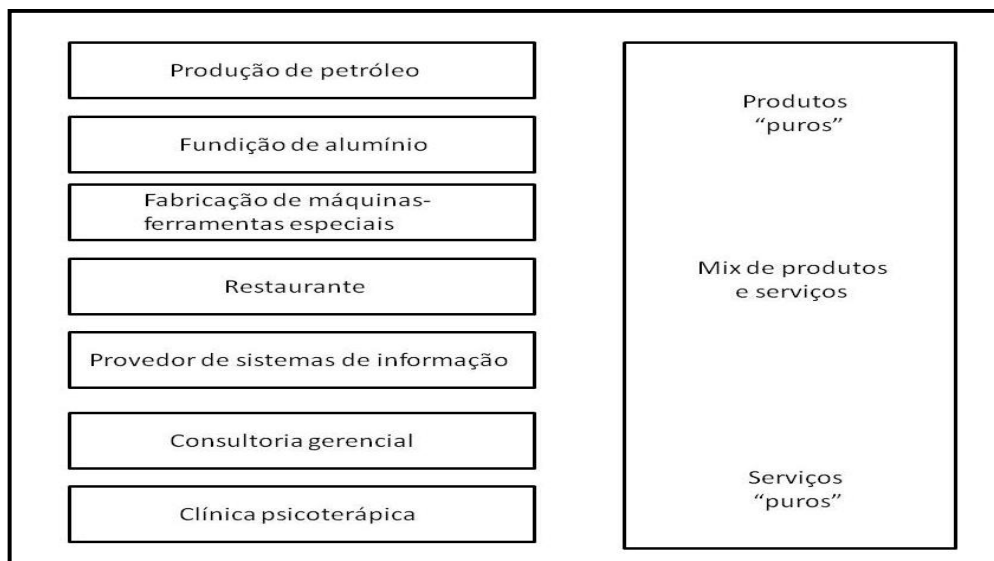 Produção de petróleo
Fundição de alumínio
Fabricação de máquinas-
ferramentas especiais
Restaurante
Provedor de sistemas de informação
Consultoria gerencial
Clínica psicoterápica
Produtos
“puros”
Mix de produtos
e serviços
Serviços
“puros”